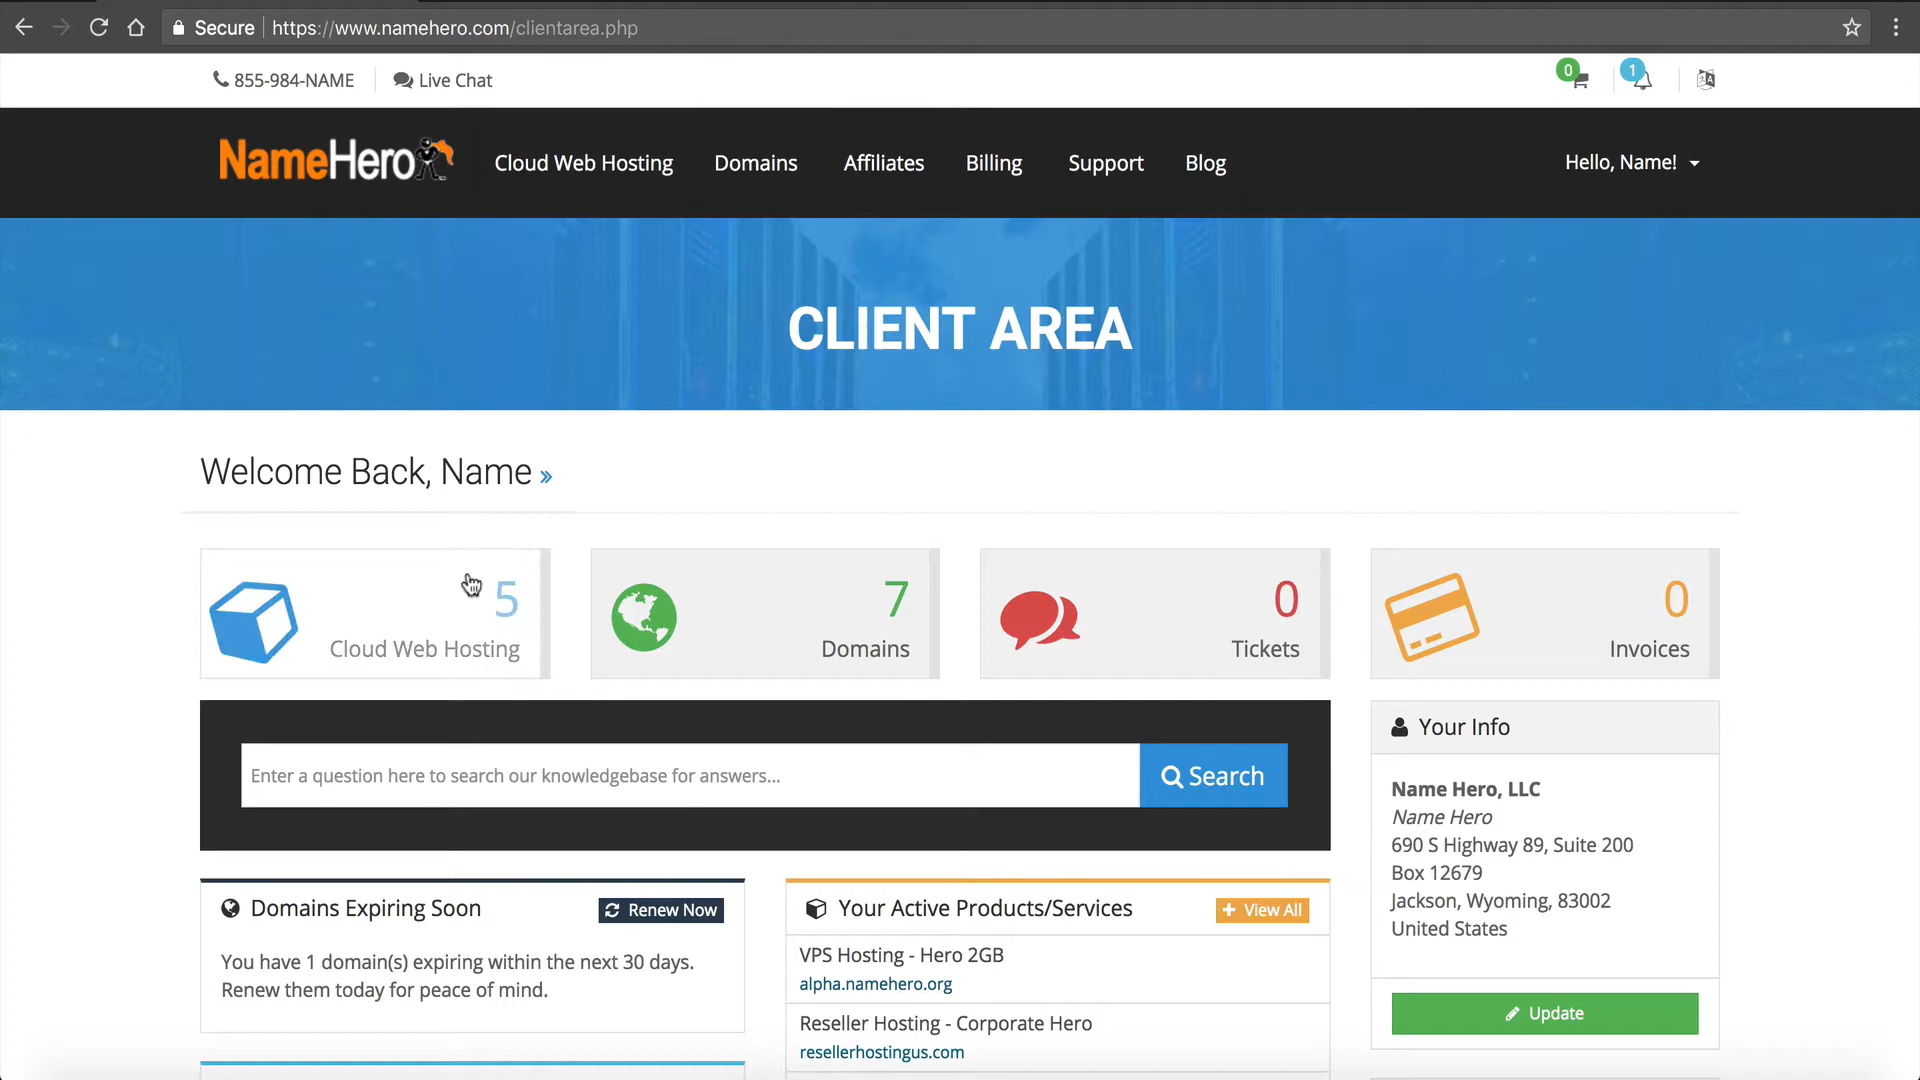 Secure https://www.namehero.com/clientarea.php
855-984-NAME
Live Chat
0
1
NameHero
Cloud Web Hosting
Domains
Affiliates
Billing
Support
Blog
Hello, Name!
CLIENT AREA
Welcome Back, Name »
5
Cloud Web Hosting
7
Domains
0
Tickets
0
Invoices
Enter a question here to search our knowledgebase for answers...
Search
Your Info
Name Hero, LLC
Name Hero
690 S Highway 89, Suite 200
Box 12679
Jackson, Wyoming, 83002
United States
Update
Domains Expiring Soon
Renew Now
You have 1 domain(s) expiring within the next 30 days.
Renew them today for peace of mind.
Your Active Products/Services
+ View All
VPS Hosting - Hero 2GB
alpha.namehero.org
Reseller Hosting - Corporate Hero
resellerhostingus.com